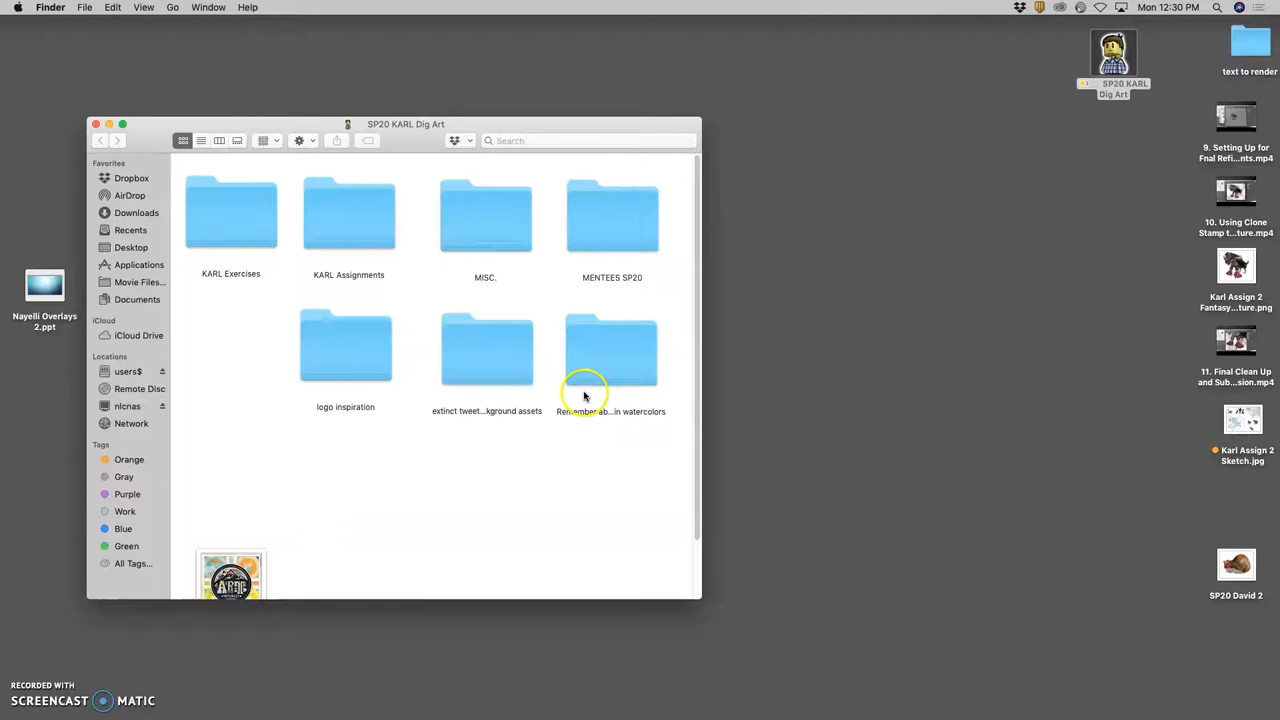 Finder File Edit View Go Window Help Mon 12:30 PM
SP20 KARL Dig Art
Search
Favorites
Dropbox
AirDrop
Downloads
Recents
Desktop
Applications
Movie Files...
Documents
iCloud
iCloud Drive
Locations
users$
Remote Disc
nlcnas
Network
Tags
Orange
Gray
Purple
Work
Blue
Green
All Tags...
KARL Exercises
KARL Assignments
MISC.
MENTEES SP20
logo inspiration
extinct tweet...kground assets
Remember ab...in watercolors
Nayelli Overlays
2.ppt
SP20 KARL
Dig Art
text to render
9. Setting Up for
Fnal Refi...nts.mp4
10. Using Clone
Stamp t...ture.mp4
Karl Assign 2
Fantasy...ture.png
11. Final Clean Up
and Sub...sion.mp4
Karl Assign 2
Sketch.jpg
SP20 David 2
RECORDED WITH
SCREENCAST MATIC